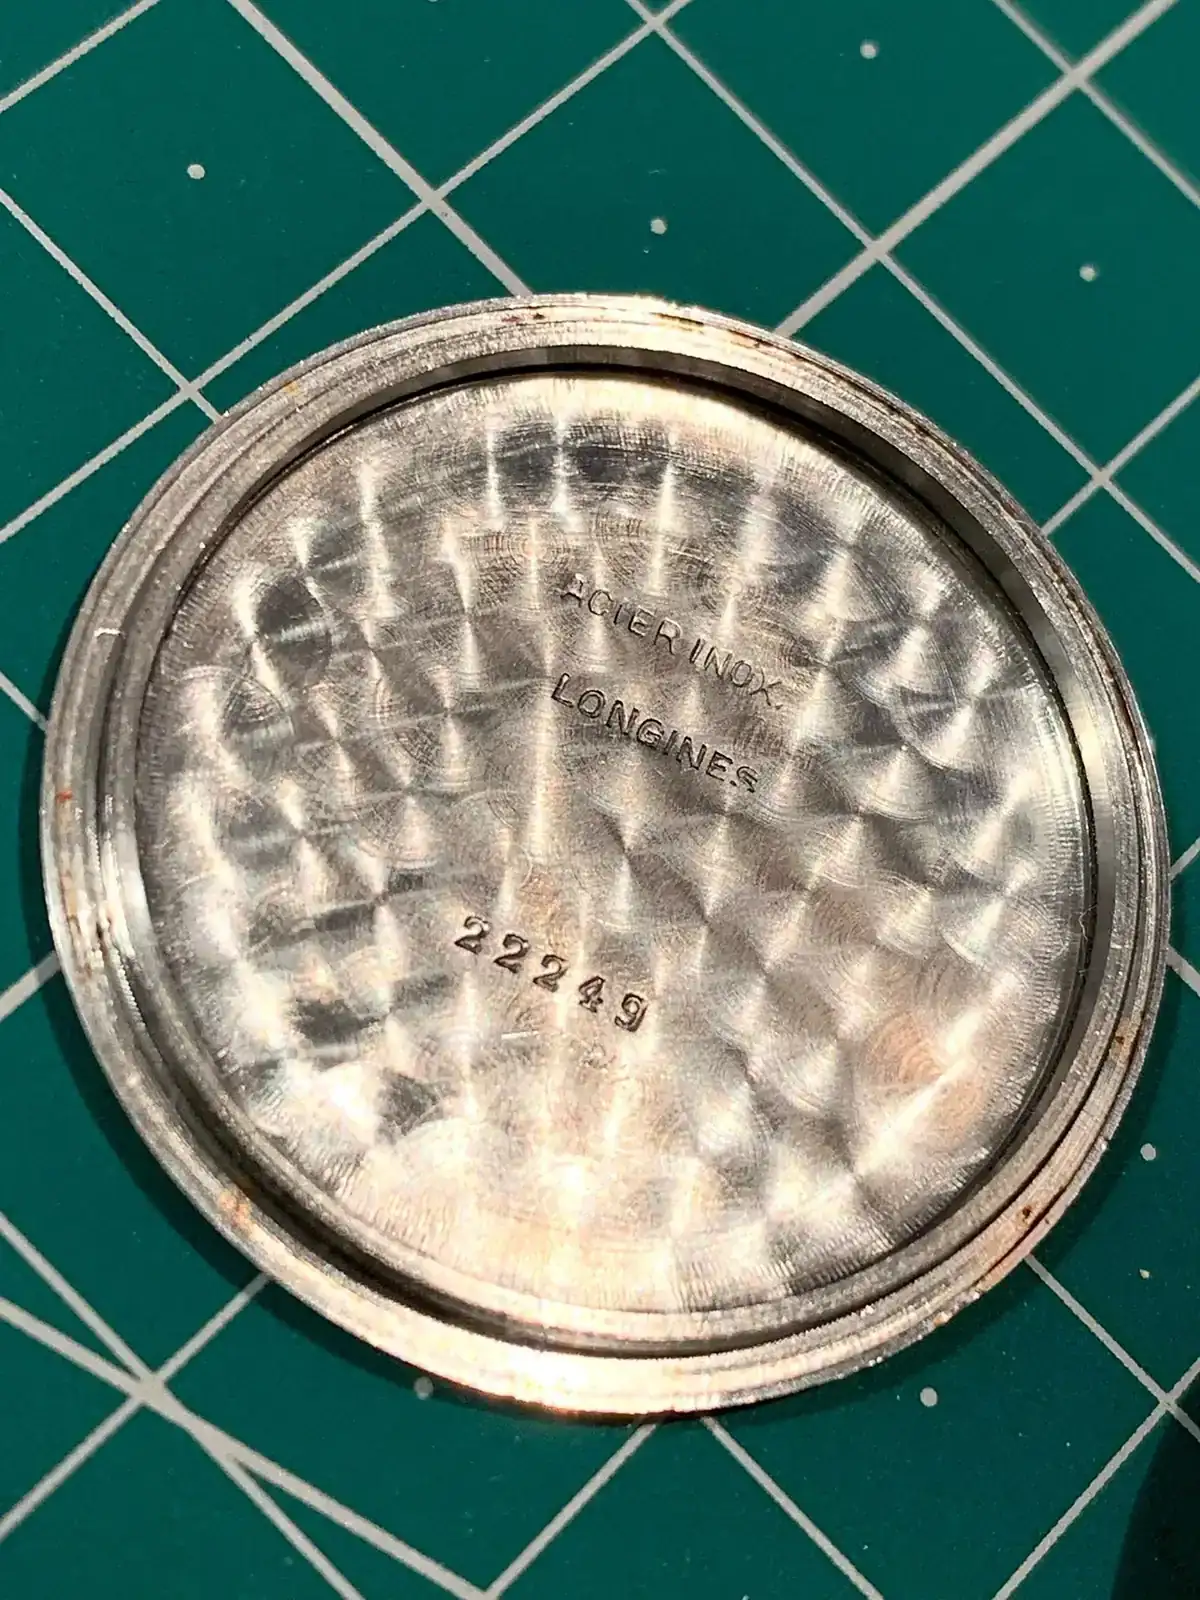 ACIER INOX.
LONGINES
22249